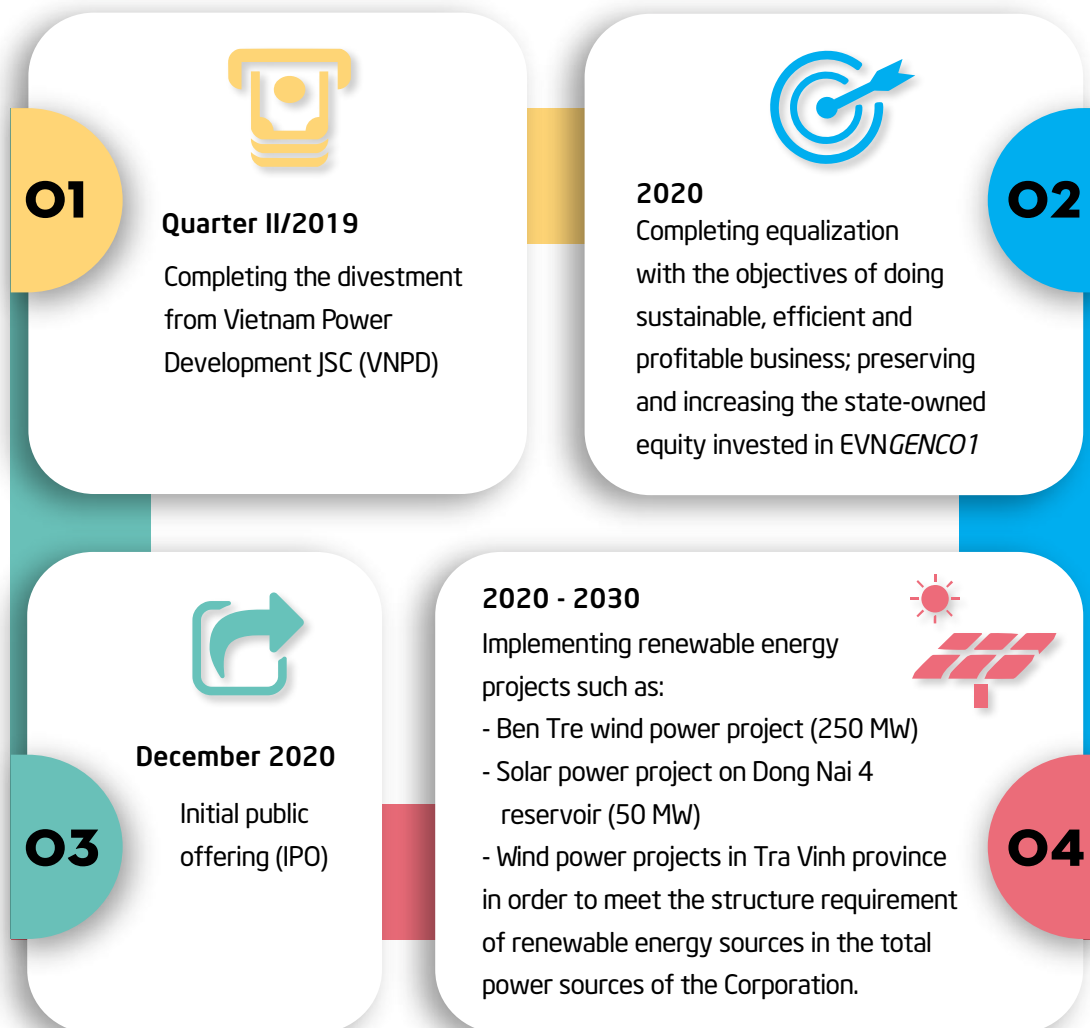 01
Quarter II/2019
Completing the divestment
from Vietnam Power
Development JSC (VNPD)
02
2020
Completing equalization
with the objectives of doing
sustainable, efficient and
profitable business; preserving
and increasing the state-owned
equity invested in EVNGENCO1
03
December 2020
Initial public
offering (IPO)
04
2020 - 2030
Implementing renewable energy
projects such as:
- Ben Tre wind power project (250 MW)
- Solar power project on Dong Nai 4
reservoir (50 MW)
- Wind power projects in Tra Vinh province
in order to meet the structure requirement
of renewable energy sources in the total
power sources of the Corporation.